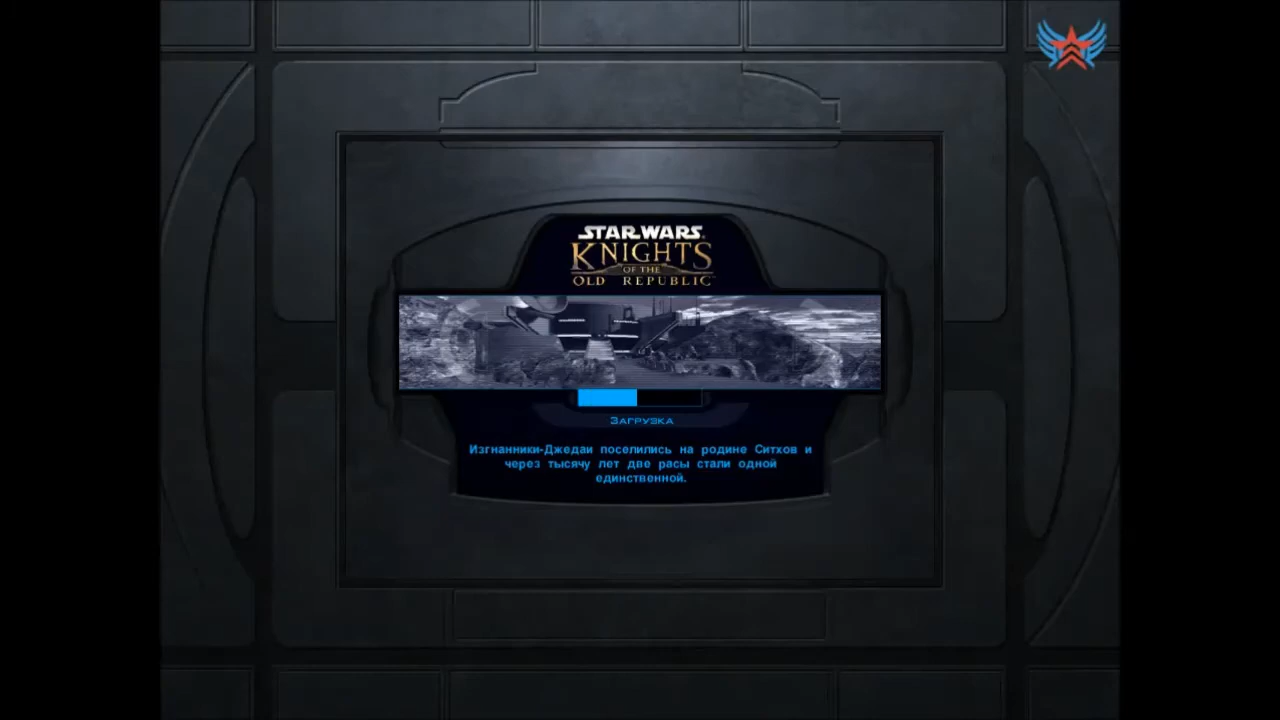 STAR WARS
KNIGHTS
OF THE
OLD REPUBLIC
ЗАГРУЗКА
Изгнанники-Джедаи поселились на родине Ситхов и
через тысячу лет две расы стали одной
единственной.